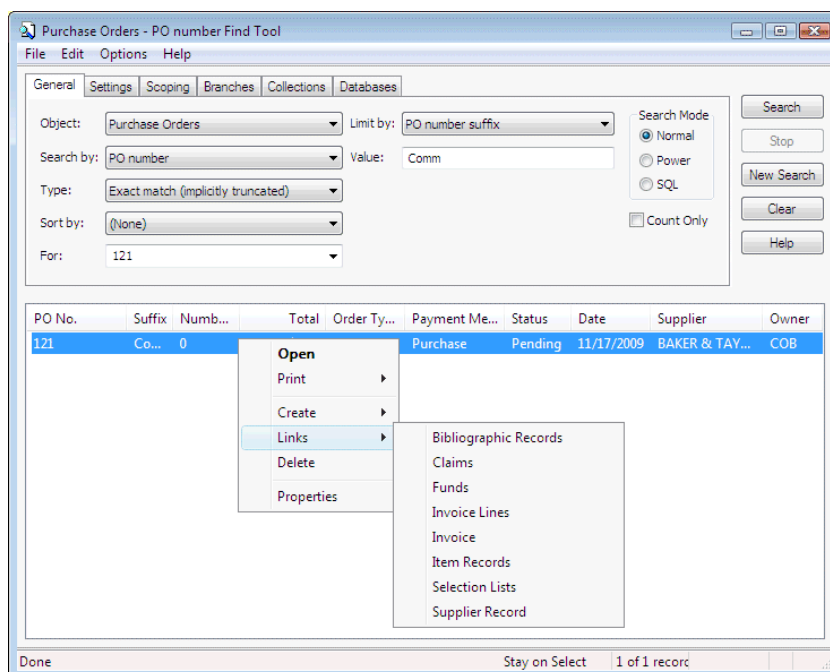 Purchase Orders - PO number Find Tool
File Edit Options Help
General Settings Scoping Branches Collections Databases
Object: Purchase Orders Limit by: PO number suffix
Search by: PO number Value: Comm
Type: Exact match (implicitly truncated)
Sort by: (None)
For: 121
Search Mode
Normal
Power
SQL
Count Only
Search
Stop
New Search
Clear
Help
PO No. Suffix Numb... Total Order Ty... Payment Me... Status Date Supplier Owner
121 Co... 0 Purchase Pending 11/17/2009 BAKER & TAY... COB
Open
Print
Create
Links
Delete
Properties
Bibliographic Records
Claims
Funds
Invoice Lines
Invoice
Item Records
Selection Lists
Supplier Record
Done Stay on Select 1 of 1 record